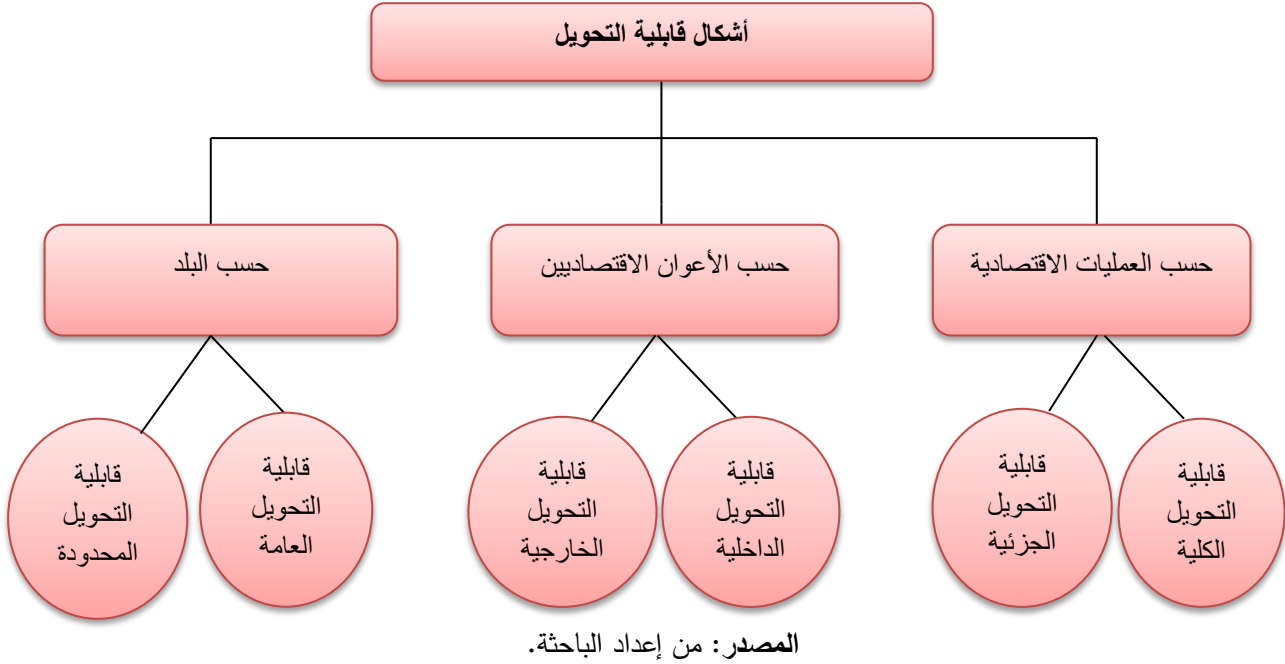 أشكال قابلية التحويل
حسب العمليات الاقتصادية
حسب الأعوان الاقتصاديين
حسب البلد
قابلية
التحويل
الكلية
قابلية
التحويل
الجزئية
قابلية
التحويل
الداخلية
قابلية
التحويل
الخارجية
قابلية
التحويل
العامة
قابلية
التحويل
المحدودة
المصدر: من إعداد الباحثة.